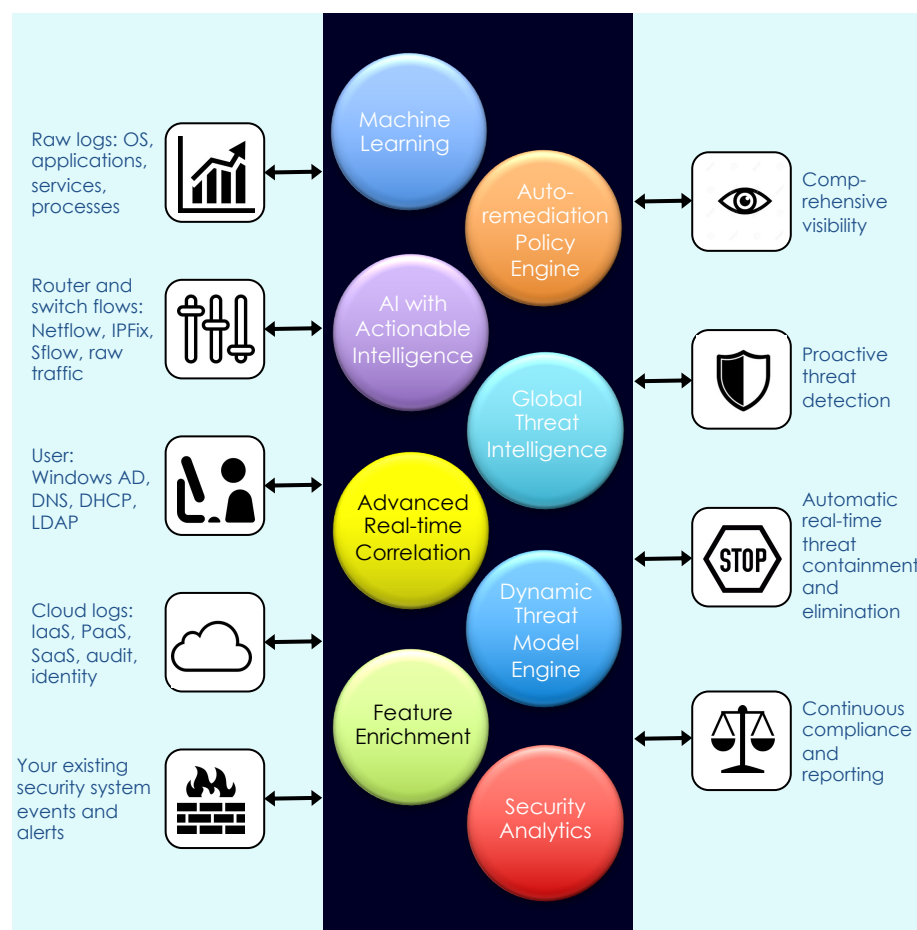 Raw logs: OS,
applications,
services,
processes
Router and
switch flows:
Netflow, IPFix,
Sflow, raw
traffic
User:
Windows AD,
DNS, DHCP,
LDAP
Cloud logs:
IaaS, PaaS,
SaaS, audit,
identity
Your existing
security system
events and
alerts
Machine
Learning
Auto-
remediation
Policy
Engine
AI with
Actionable
Intelligence
Global
Threat
Intelligence
Advanced
Real-time
Correlation
Dynamic
Threat
Model
Engine
Feature
Enrichment
Security
Analytics
Comp-
rehensive
visibility
Proactive
threat
detection
STOP
Automatic
real-time
threat
containment
and
elimination
Continuous
compliance
and
reporting